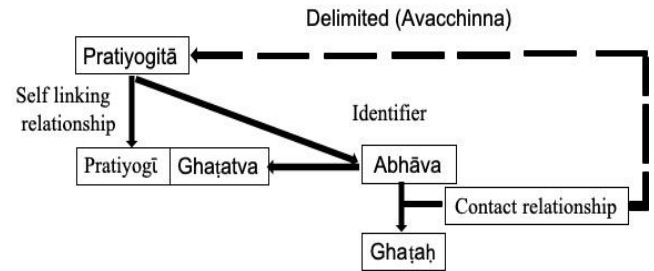 Delimited (Avacchinna)
Pratiyogitā
Self linking
relationship
Identifier
Pratiyogī
Ghaṭatva
Abhāva
Contact relationship
Ghaṭaḥ